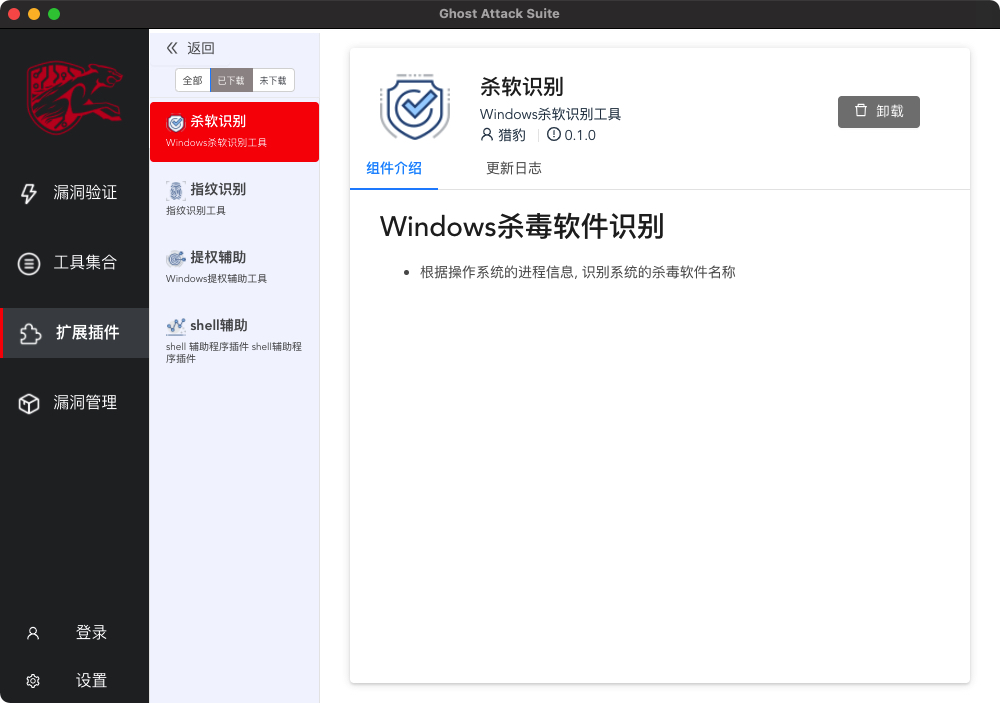 Ghost Attack Suite
漏洞验证
工具集合
扩展插件
漏洞管理
登录
设置
返回
全部 已下载 未下载
杀软识别
Windows杀软识别工具
指纹识别
指纹识别工具
提权辅助
Windows提权辅助工具
shell辅助
shell 辅助程序插件 shell辅助程
序插件
杀软识别
Windows杀软识别工具
猎豹 0.1.0
卸载
组件介绍 更新日志
Windows杀毒软件识别
• 根据操作系统的进程信息, 识别系统的杀毒软件名称